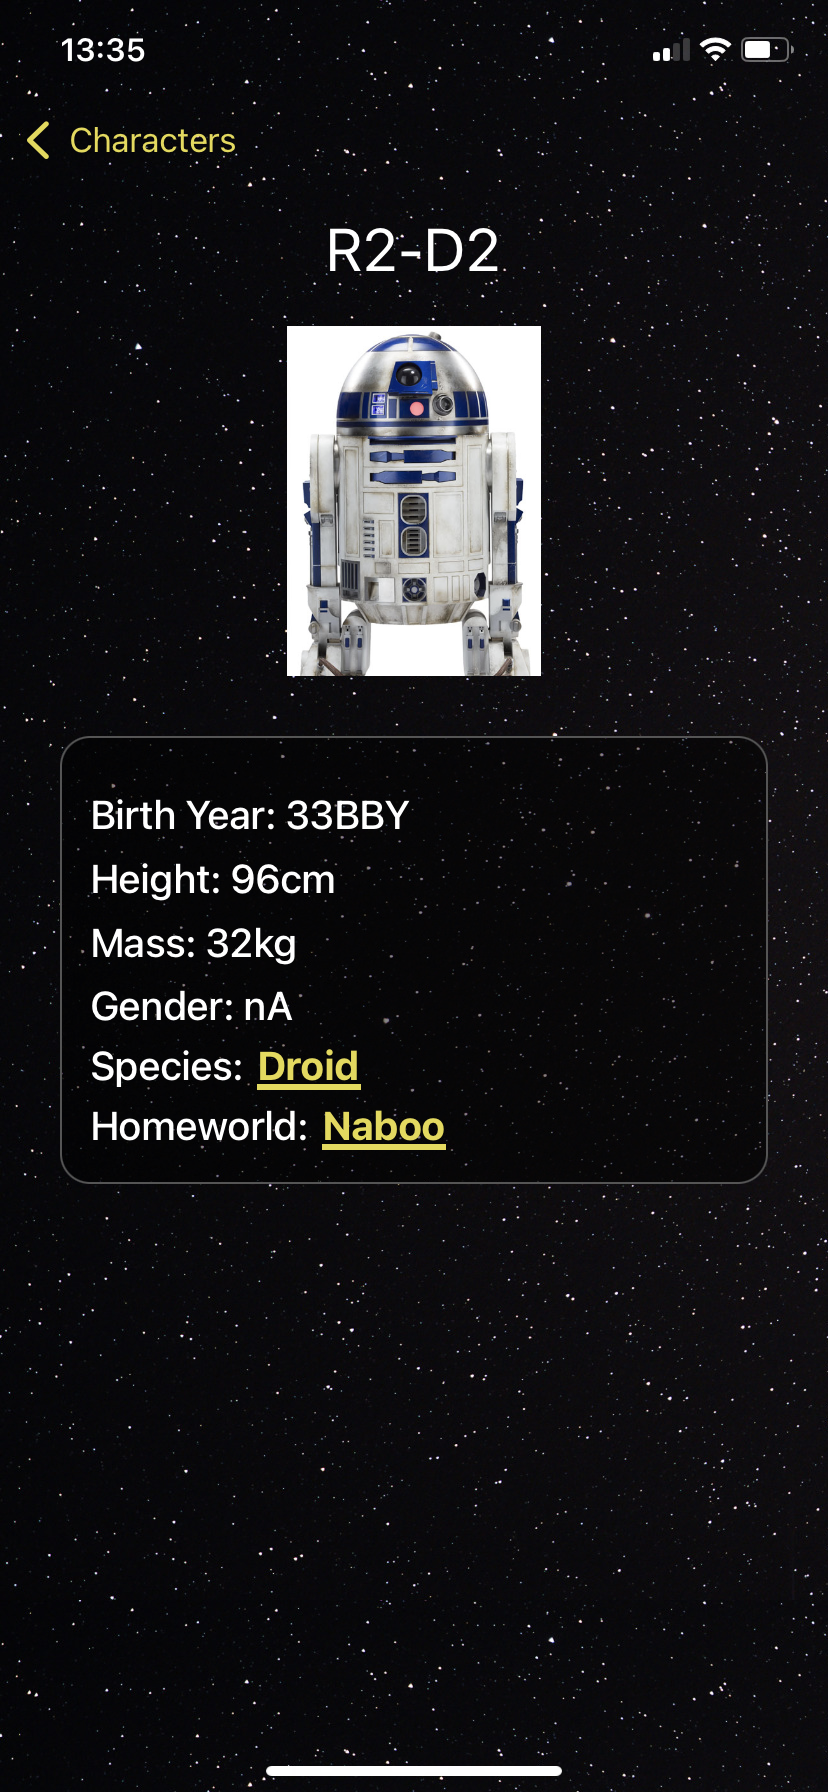 13:35
Characters
R2-D2
Birth Year: 33BBY
Height: 96cm
Mass: 32kg
Gender: nA
Species: Droid
Homeworld: Naboo